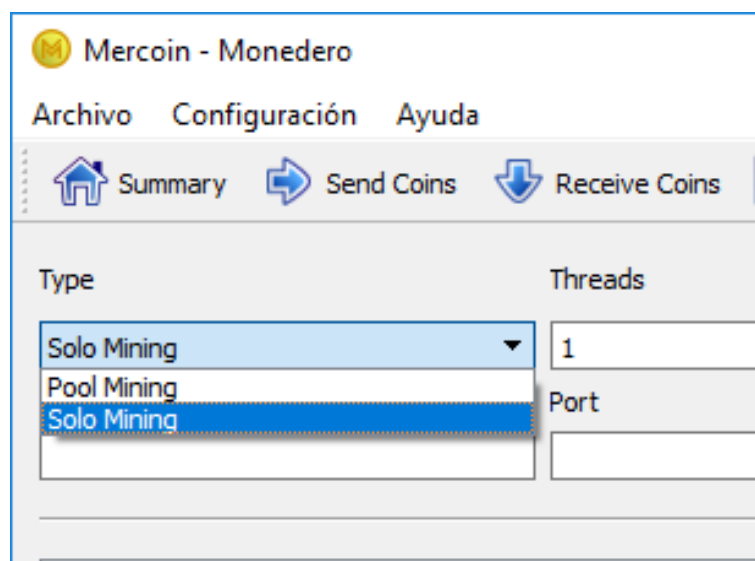 Mercoin - Monedero
Archivo Configuración Ayuda
Summary Send Coins Receive Coins
Type Threads
Solo Mining 1
Pool Mining
Solo Mining
Port